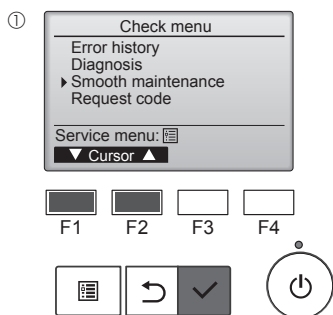 ①
Check menu
Error history
Diagnosis
Smooth maintenance
Request code
Service menu:
▼ Cursor ▲
F1 F2 F3 F4